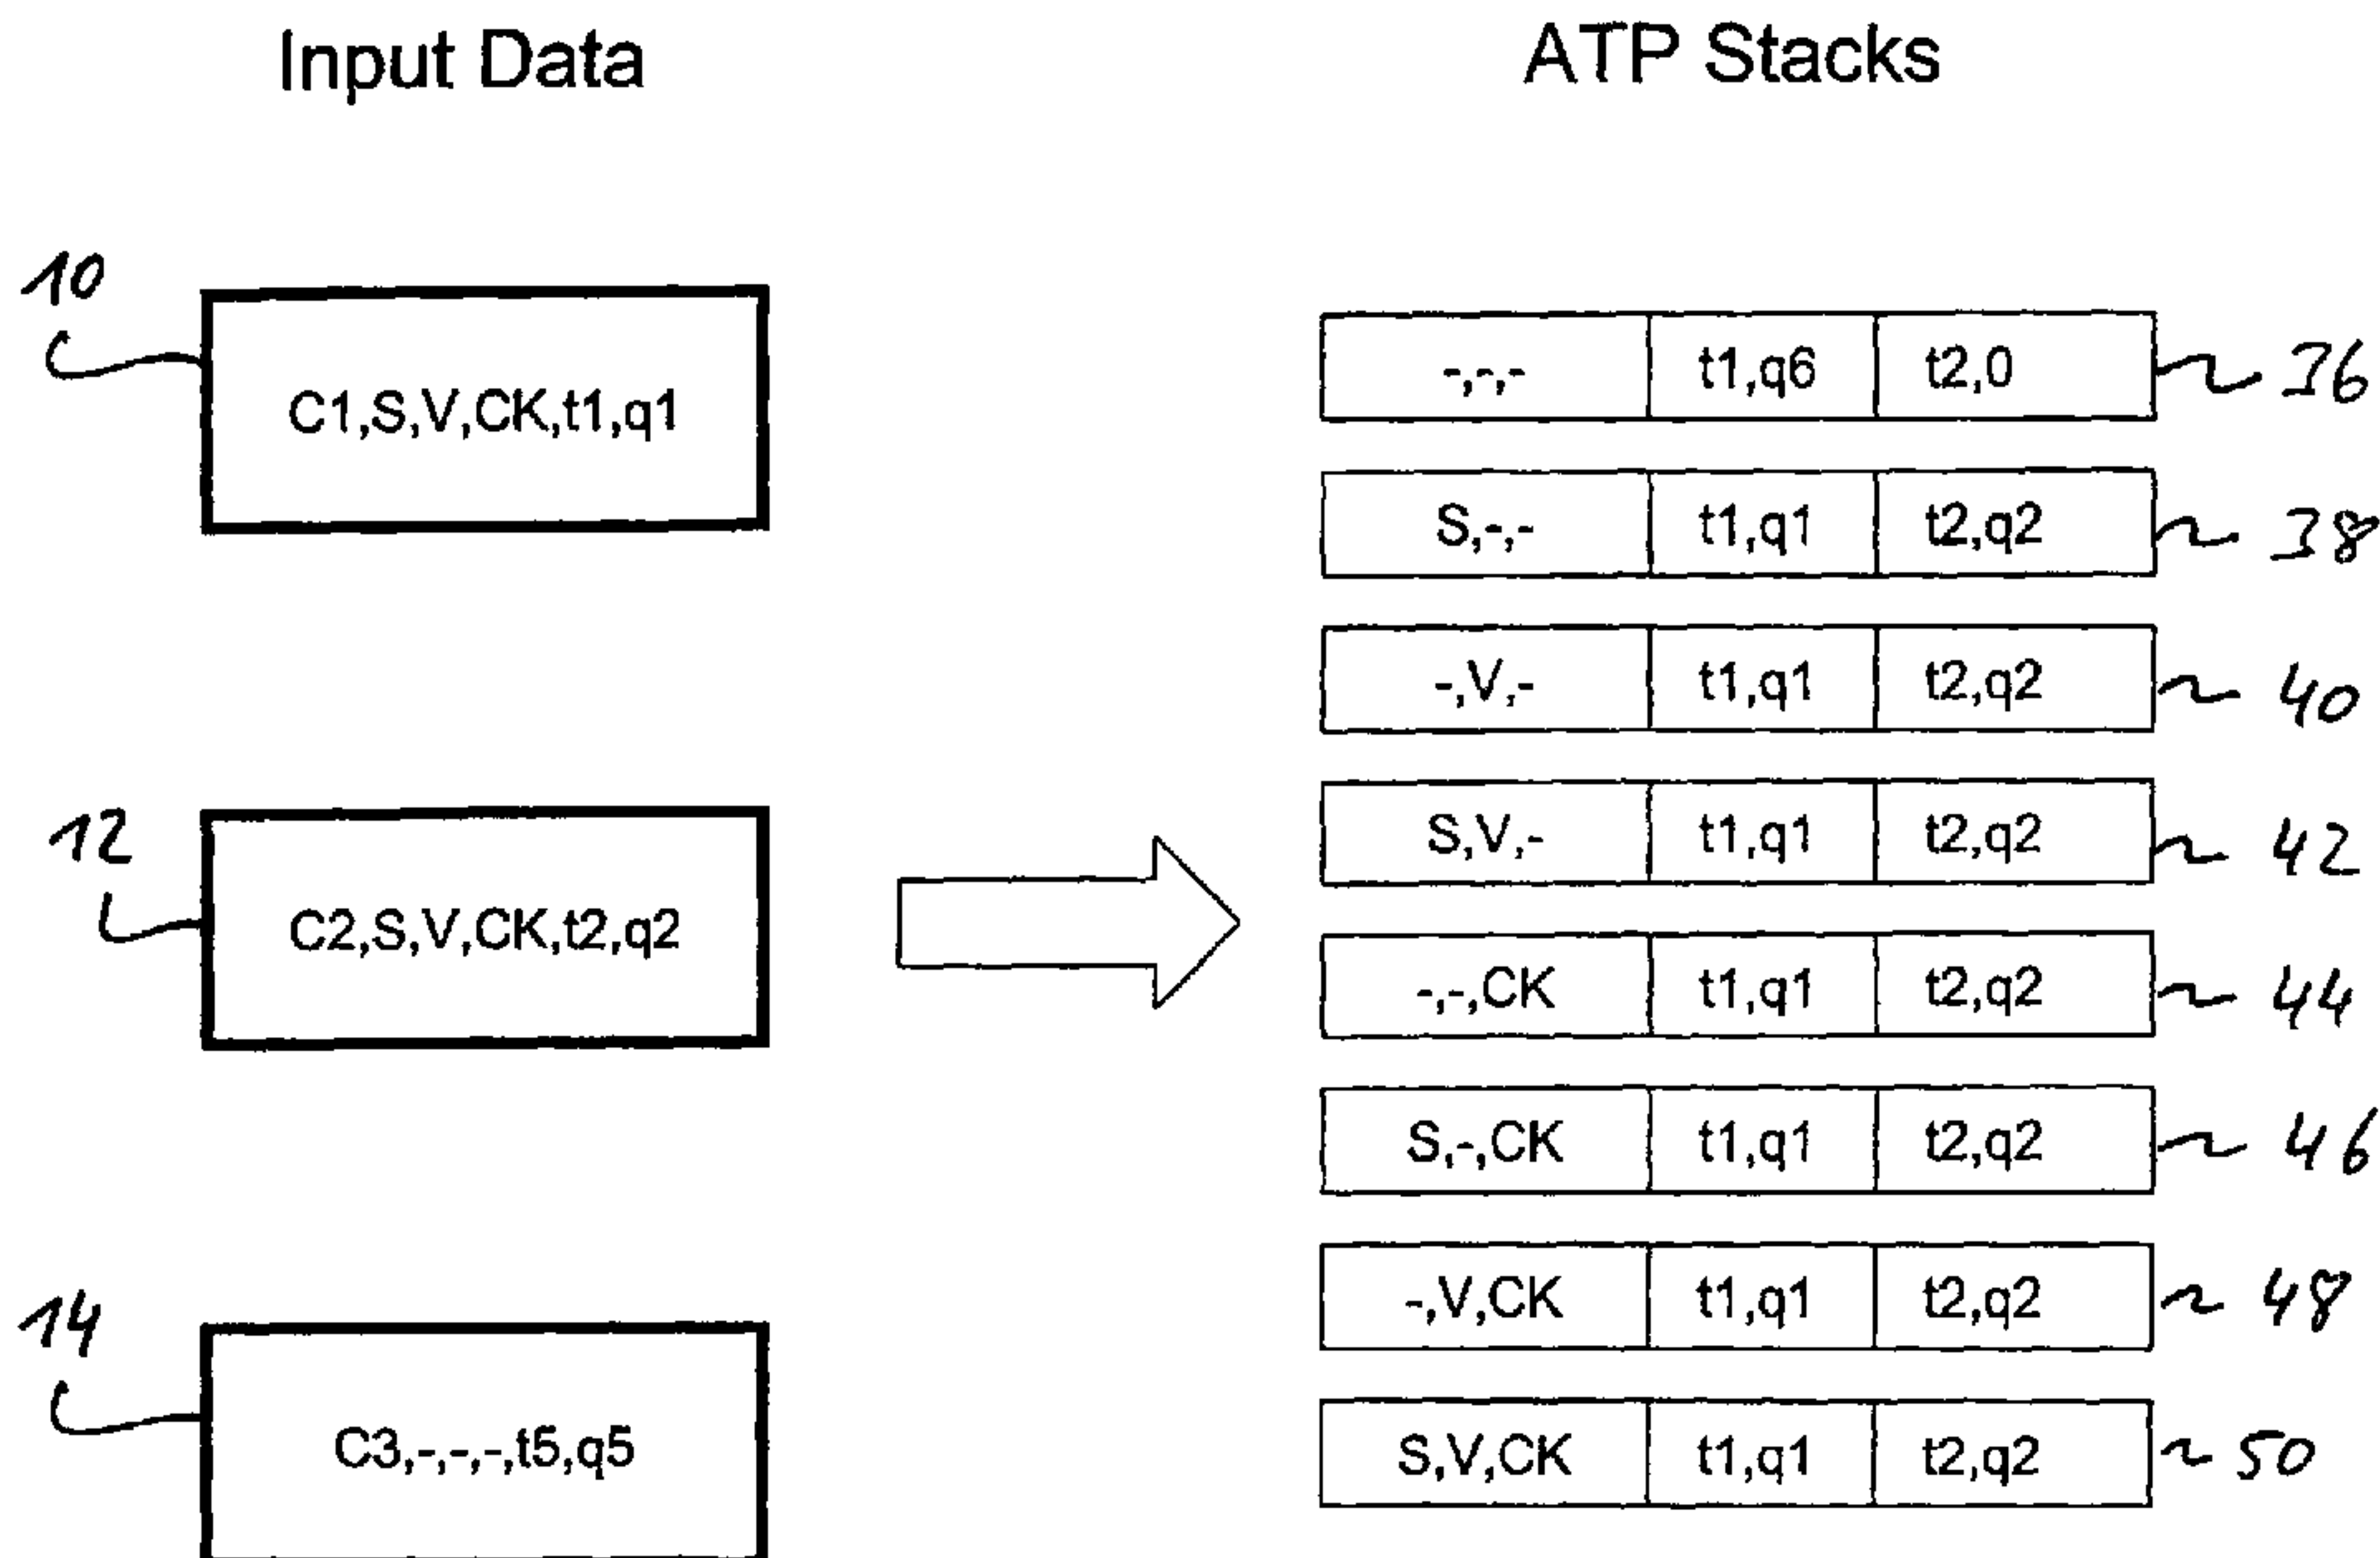 Input Data
ATP Stacks
10
C1,S,V,CK,t1,q1
12
C2,S,V,CK,t2,q2
14
C3,-,-,-,t5,q5
-,-,- t1,q6 t2,0 36
S,-,- t1,q1 t2,q2 38
-,V,- t1,q1 t2,q2 40
S,V,- t1,q1 t2,q2 42
-,-,CK t1,q1 t2,q2 44
S,-,CK t1,q1 t2,q2 46
-,V,CK t1,q1 t2,q2 48
S,V,CK t1,q1 t2,q2 50